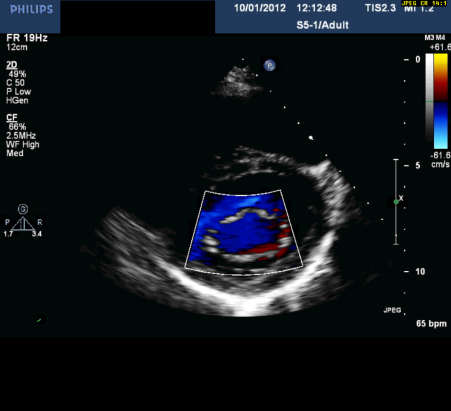 PHILIPS
10/01/2012 12:12:48 TIS2.3 MI 1.2
JPEG CR 14:1
S5-1/Adult
FR 19Hz
12cm
M3 M4
+61.6
2D
49%
C 50
P Low
HGen
CF
66%
2.5MHz
WF High
Med
-61.6
cm/s
P
0
5
X
G
P R
1.7 3.4
10
JPEG
65 bpm